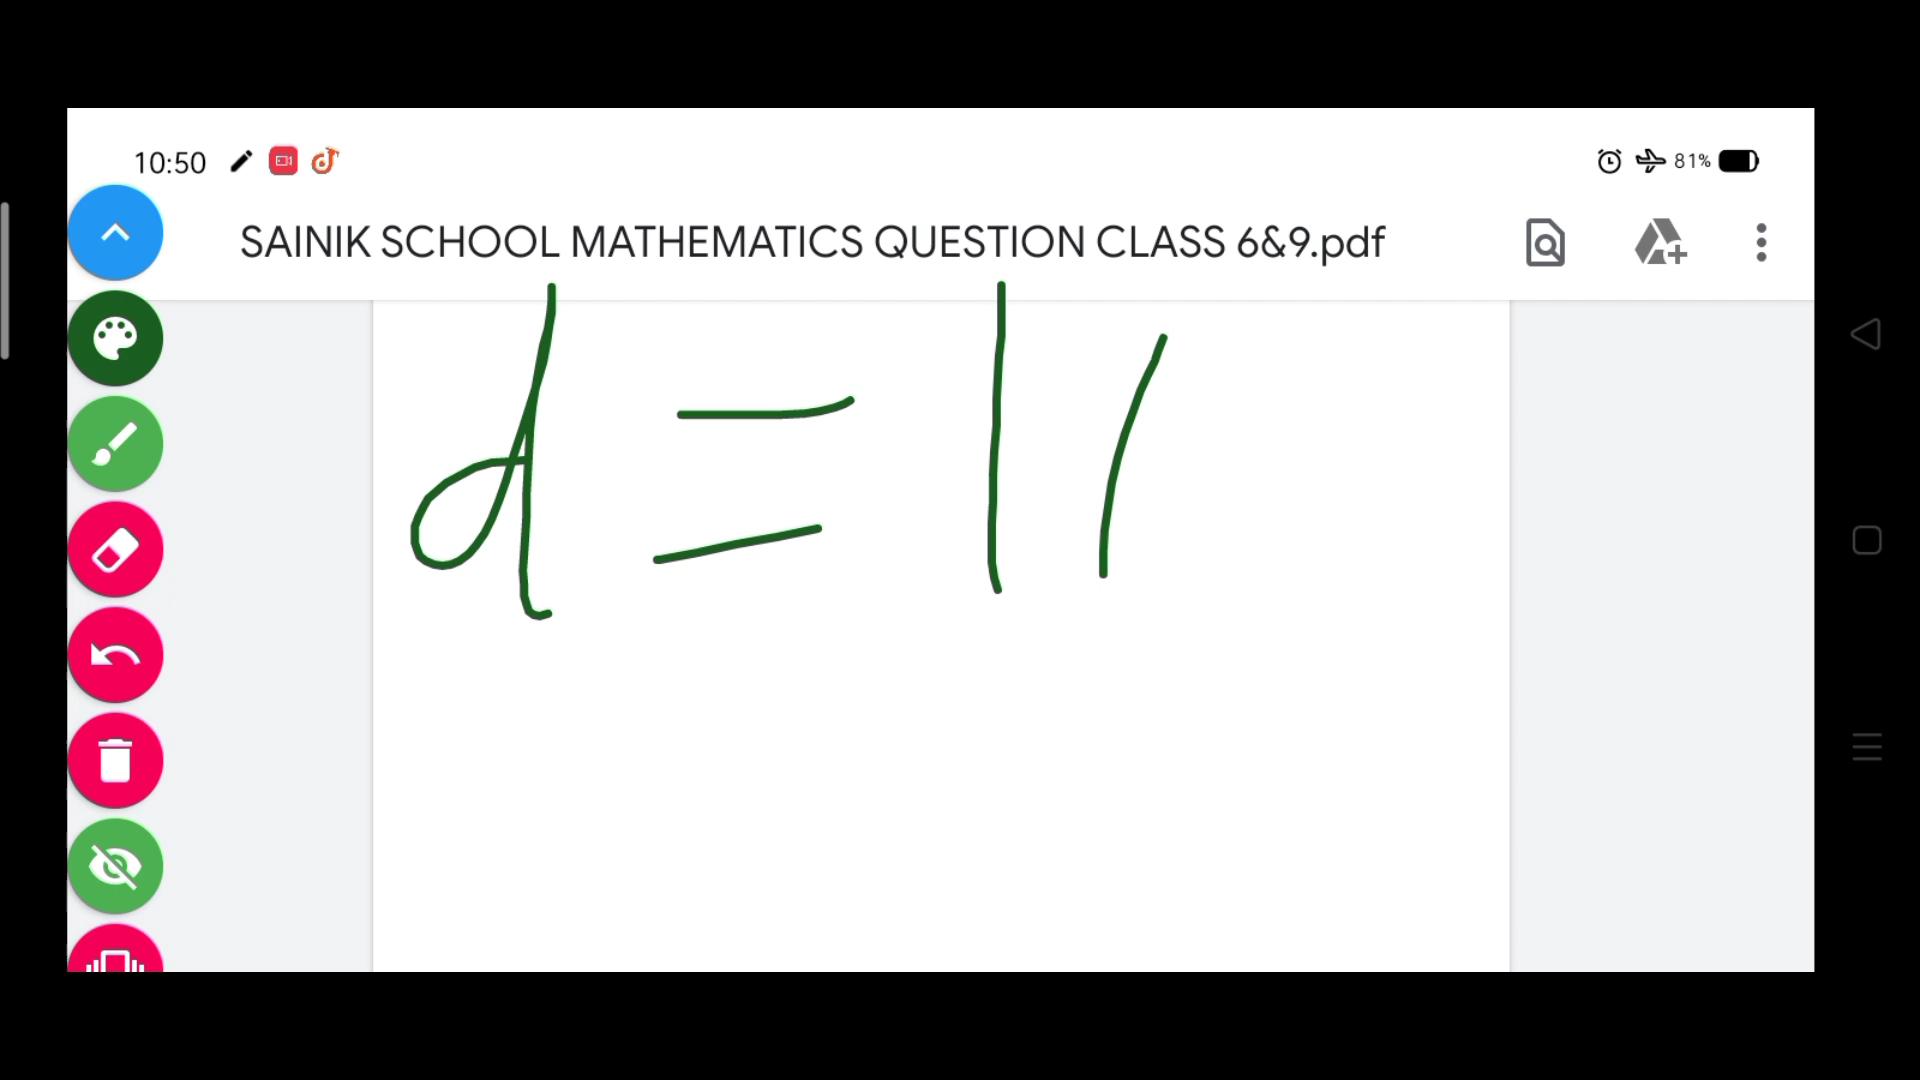 10:50 81%
SAINIK SCHOOL MATHEMATICS QUESTION CLASS 6&9.pdf
d = 11